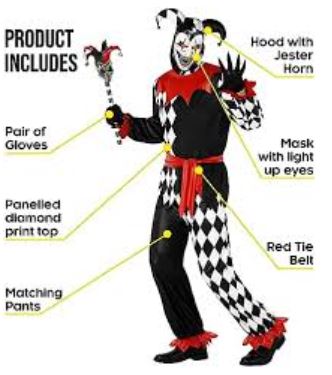 PRODUCT
INCLUDES
Hood with
Jester
Horn
Pair of
Gloves
Mask
with light
up eyes
Panelled
diamond
print top
Red Tie
Belt
Matching
Pants